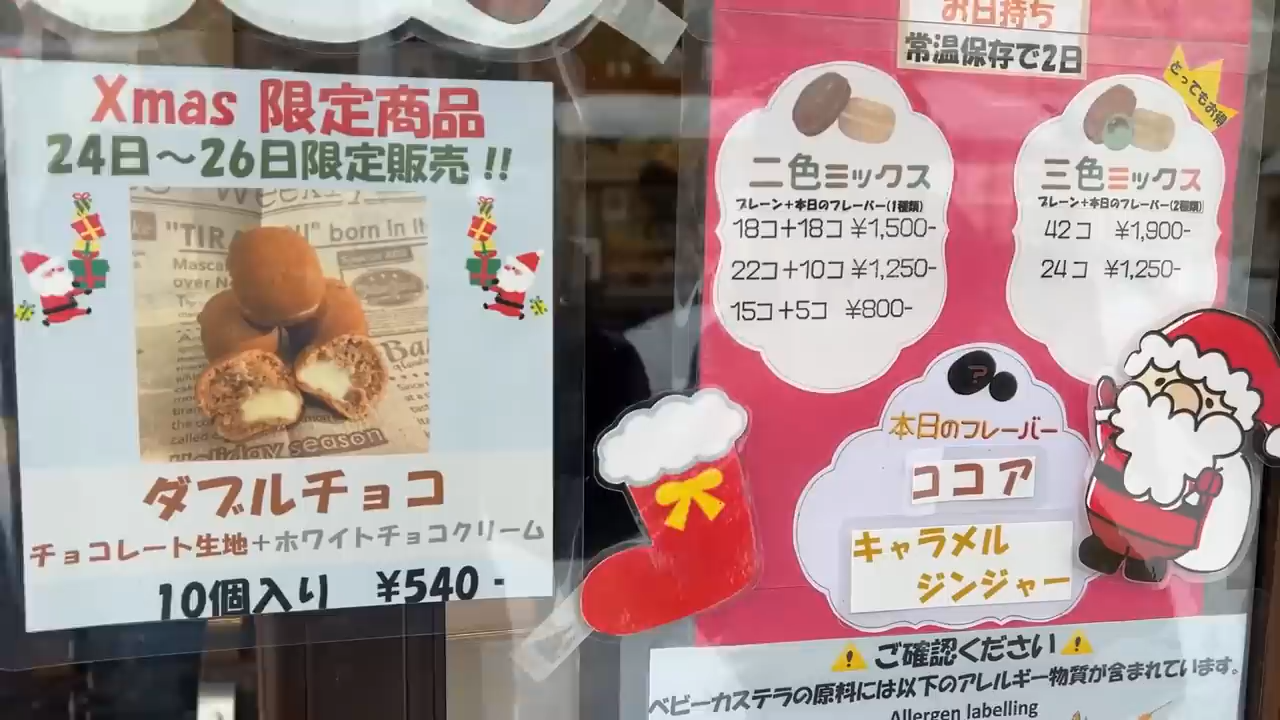 Xmas 限定商品
24日～26日限定販売 !!
"TIRA
born In It
Mascar
over N
Holiday season
ダブルチョコ
チョコレート生地＋ホワイトチョコクリーム
10個入り ¥540-
お日持ち
常温保存で2日
二色ミックス
プレーン＋本日のフレーバー(1種類)
18コ+18コ ¥1,500-
22コ+10コ ¥1,250-
15コ+5コ ¥800-
とってもお得
三色ミックス
プレーン＋本日のフレーバー(2種類)
42コ ¥1,900-
24コ ¥1,250-
?
本日のフレーバー
ココア
キャラメル
ジンジャー
ご確認ください
ベビーカステラの原料には以下のアレルギー物質が含まれています。
Allergen labelling